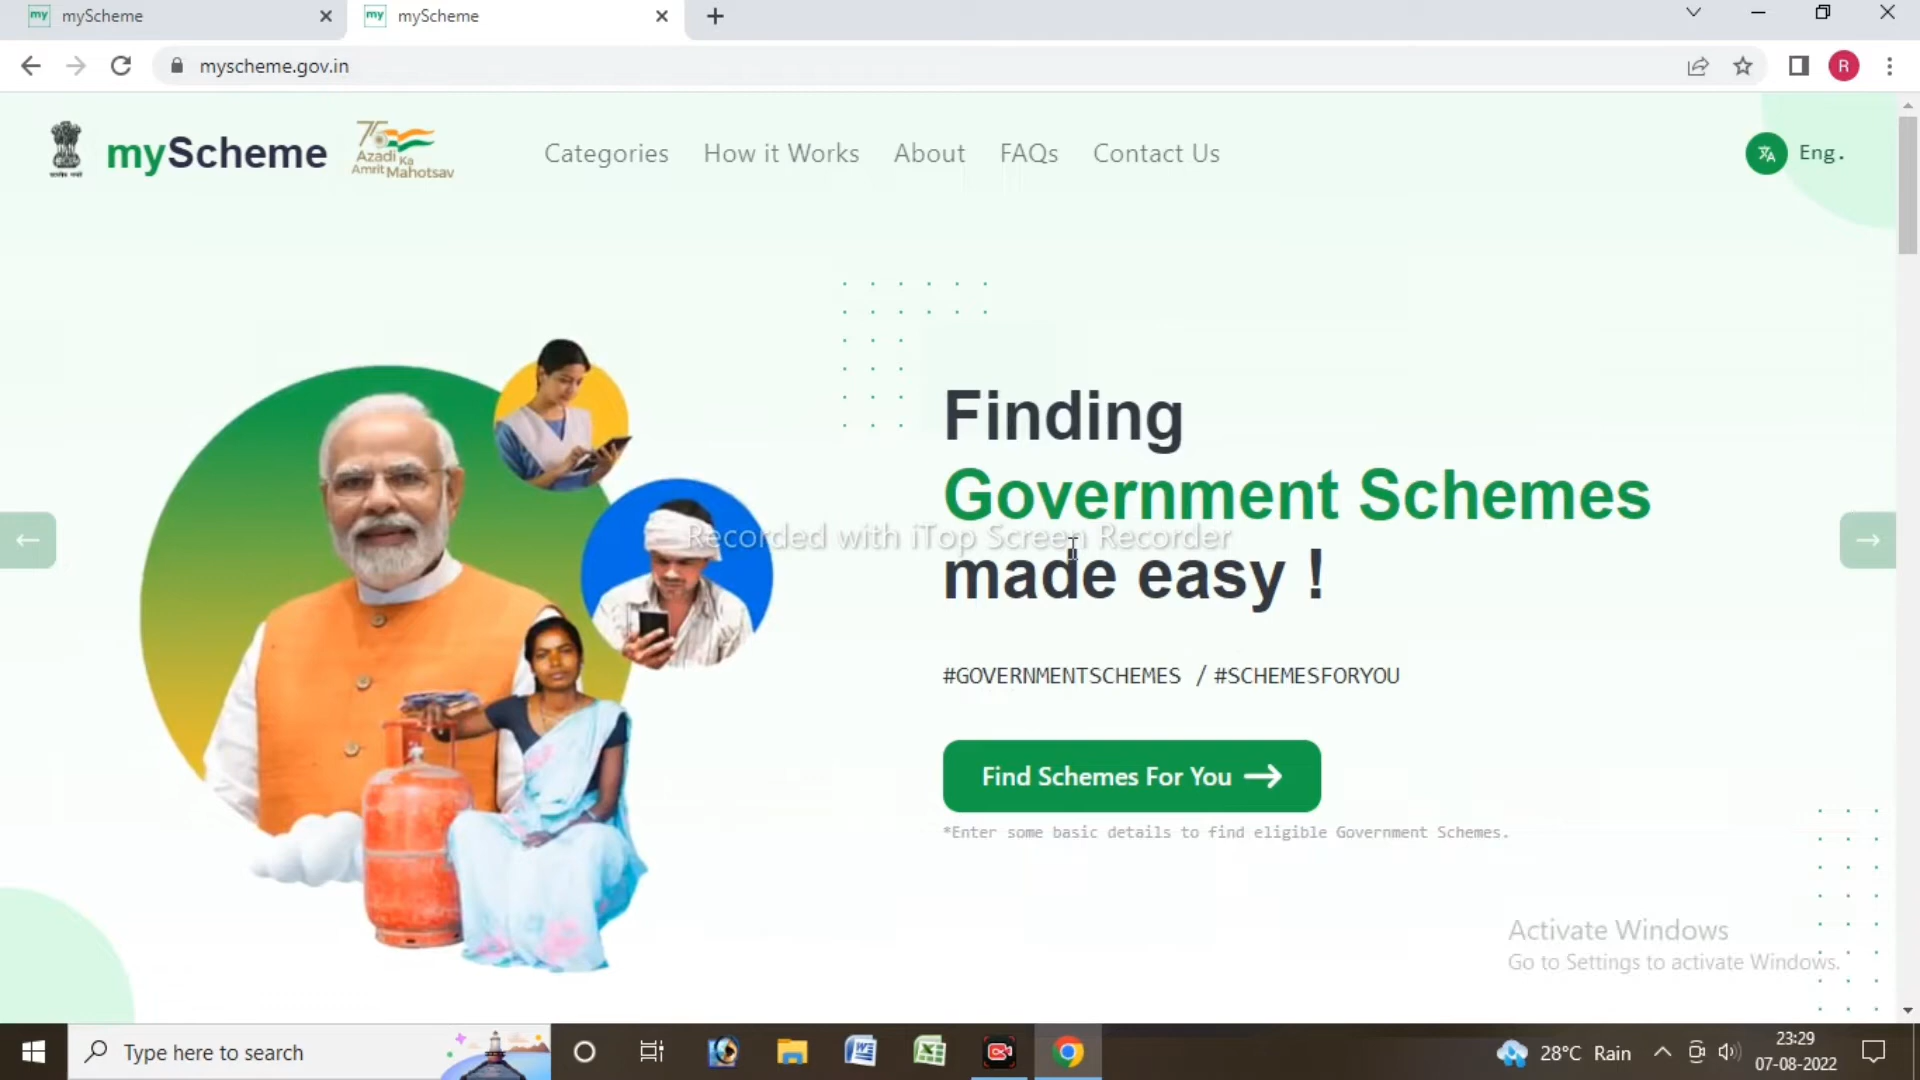 my myScheme
my myScheme
myscheme.gov.in
R
myScheme
75 Azadi Ka Amrit Mahotsav
Categories How it Works About FAQs Contact Us
Eng.
Finding
Government Schemes
Recorded with iTop Screen Recorder
made easy !
#GOVERNMENTSCHEMES / #SCHEMESFORYOU
Find Schemes For You
*Enter some basic details to find eligible Government Schemes.
Activate Windows
Go to Settings to activate Windows.
Type here to search
28°C Rain
23:29
07-08-2022